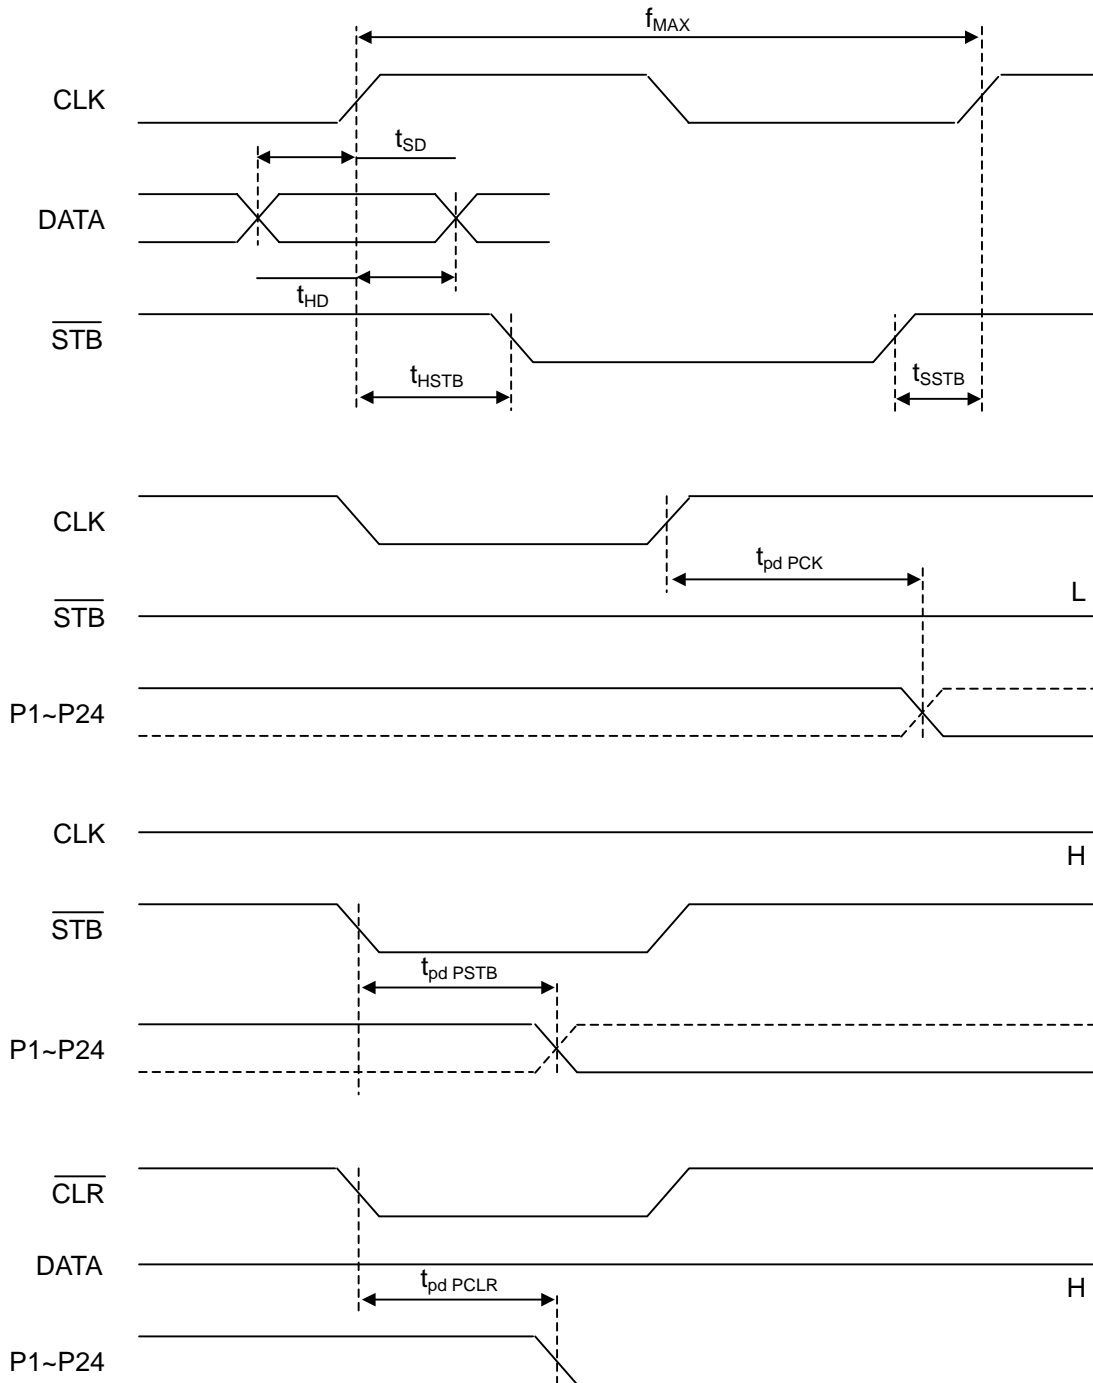 fMAX
CLK
tSD
DATA
tHD
STB
tHSTB
tSSTB
CLK
tpd PCK
L
STB
P1~P24
CLK
H
STB
tpd PSTB
P1~P24
CLR
DATA
H
tpd PCLR
P1~P24